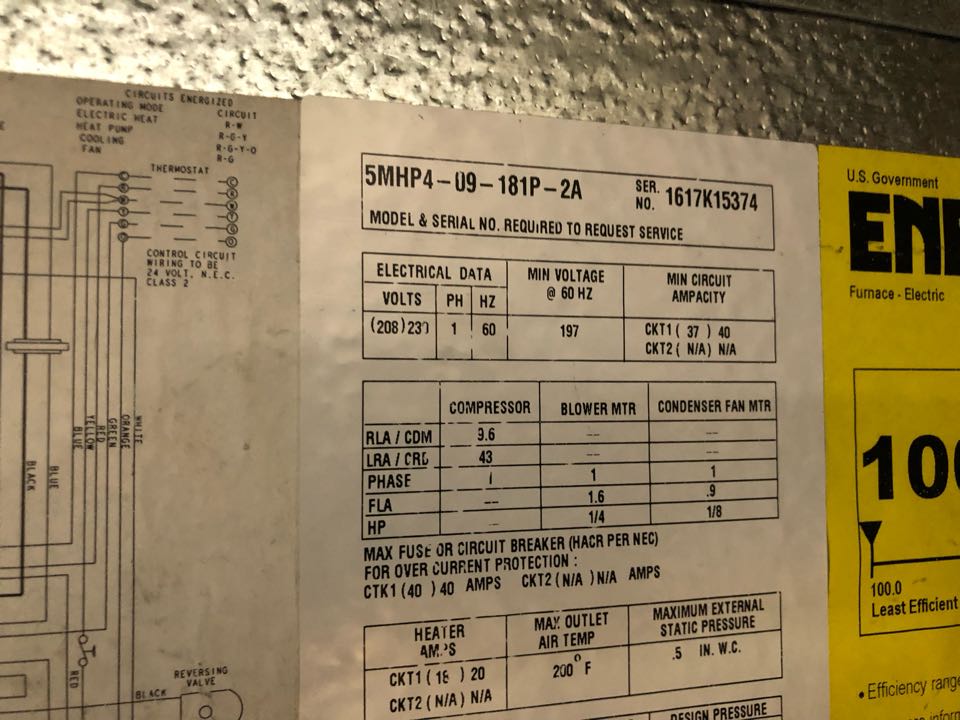 CIRCUITS ENERGIZED
OPERATING MODE CIRCUIT
ELECTRIC HEAT R-W
HEAT PUMP R-G-Y
COOLING R-G-Y-O
FAN R-G
THERMOSTAT
CONTROL CIRCUIT
WIRING TO BE
24 VOLT, N.E.C.
CLASS 2
BLUE
YELLOW
RED
GREEN
ORANGE
WHITE
BLACK
BLUE
RED
BLACK
REVERSING
VALVE
5MHP4-09-181P-2A SER. NO. 1617K15374
MODEL & SERIAL NO. REQUIRED TO REQUEST SERVICE
ELECTRICAL DATA MIN VOLTAGE @ 60 HZ MIN CIRCUIT AMPACITY
VOLTS PH HZ
(208)230 1 60 197 CKT1 ( 37 ) 40
CKT2 ( N/A) N/A
COMPRESSOR BLOWER MTR CONDENSER FAN MTR
RLA / CDM 9.6 -- --
LRA / CRD 43 -- --
PHASE 1 1 1
FLA -- 1.6 .9
HP 1/4 1/8
MAX FUSE OR CIRCUIT BREAKER (HACR PER NEC)
FOR OVER CURRENT PROTECTION :
CTK1 (40 ) 40 AMPS CKT2 (N/A ) N/A AMPS
HEATER AMPS MAX OUTLET AIR TEMP MAXIMUM EXTERNAL STATIC PRESSURE
CKT1 ( 18 ) 20 200°F .5 IN. W.C.
CKT2 (N/A) N/A
DESIGN PRESSURE
U.S. Government
ENE
Furnace - Electric
100
100.0
Least Efficient
• Efficiency range